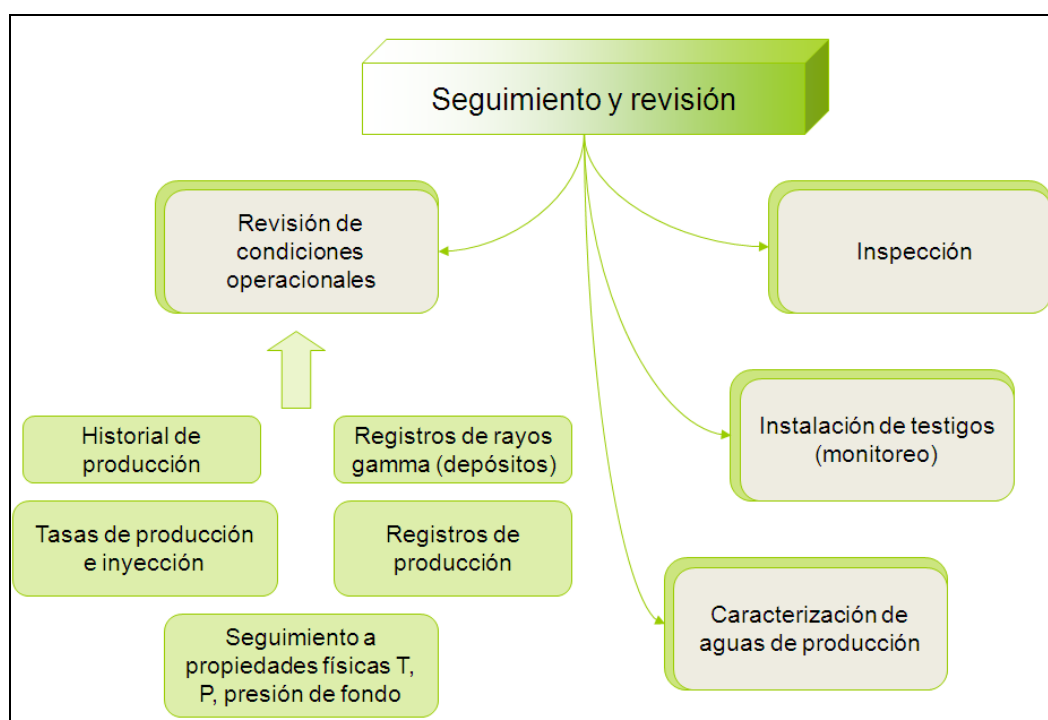 Seguimiento y revisión
Revisión de
condiciones
operacionales
Inspección
Historial de
producción
Registros de rayos
gamma (depósitos)
Instalación de testigos
(monitoreo)
Tasas de producción
e inyección
Registros de
producción
Seguimiento a
propiedades físicas T,
P, presión de fondo
Caracterización de
aguas de producción